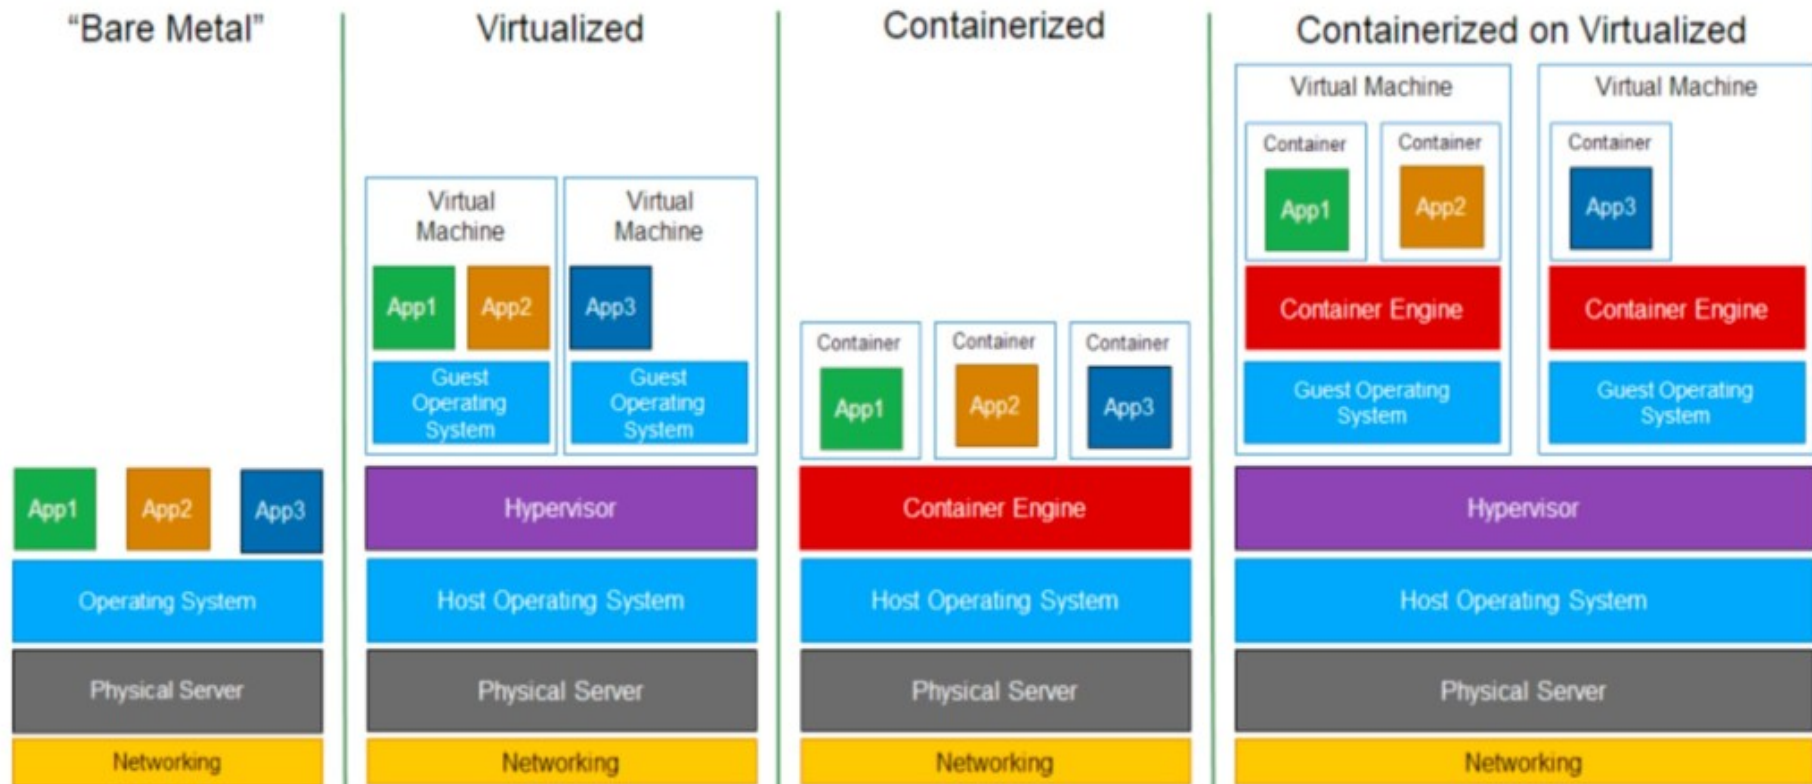 “Bare Metal”
App1
App2
App3
Operating System
Physical Server
Networking
Virtualized
Virtual
Machine
App1
App2
Guest
Operating
System
Virtual
Machine
App3
Guest
Operating
System
Hypervisor
Host Operating System
Physical Server
Networking
Containerized
Container
App1
Container
App2
Container
App3
Container Engine
Host Operating System
Physical Server
Networking
Containerized on Virtualized
Virtual Machine
Container
App1
Container
App2
Container Engine
Guest Operating
System
Virtual Machine
Container
App3
Container Engine
Guest Operating
System
Hypervisor
Host Operating System
Physical Server
Networking